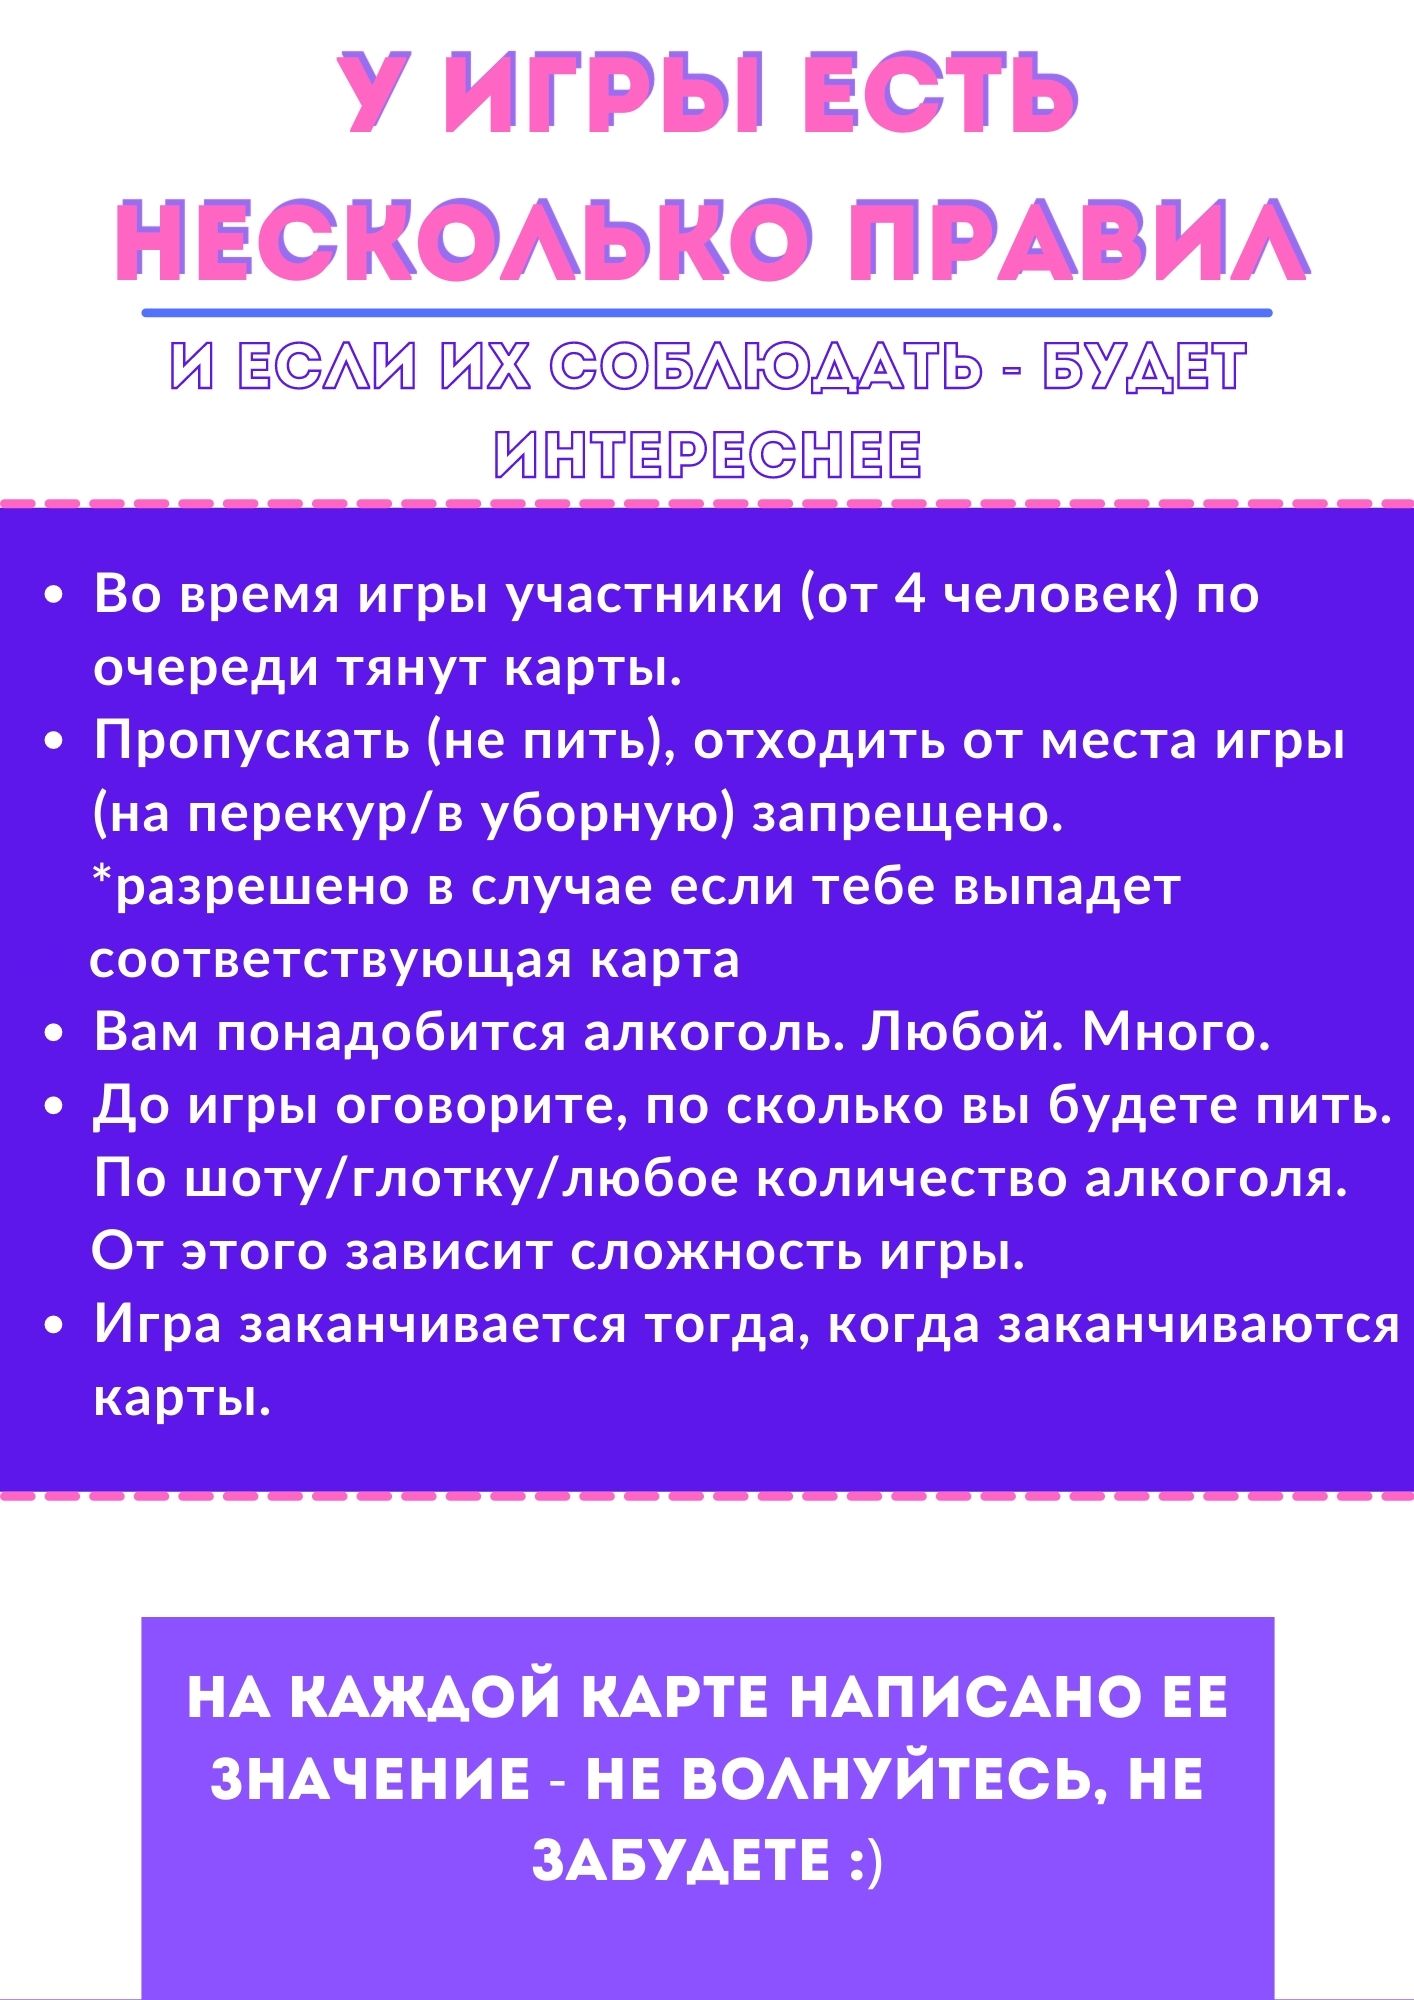 У ИГРЫ ЕСТЬ
НЕСКОЛЬКО ПРАВИЛ
И ЕСЛИ ИХ СОБЛЮДАТЬ - БУДЕТ
ИНТЕРЕСНЕЕ
• Во время игры участники (от 4 человек) по
очереди тянут карты.
• Пропускать (не пить), отходить от места игры
(на перекур/в уборную) запрещено.
*разрешено в случае если тебе выпадет
соответствующая карта
• Вам понадобится алкоголь. Любой. Много.
• До игры оговорите, по сколько вы будете пить.
По шоту/глотку/любое количество алкоголя.
От этого зависит сложность игры.
• Игра заканчивается тогда, когда заканчиваются
карты.
НА КАЖДОЙ КАРТЕ НАПИСАНО ЕЕ
ЗНАЧЕНИЕ - НЕ ВОЛНУЙТЕСЬ, НЕ
ЗАБУДЕТЕ :)